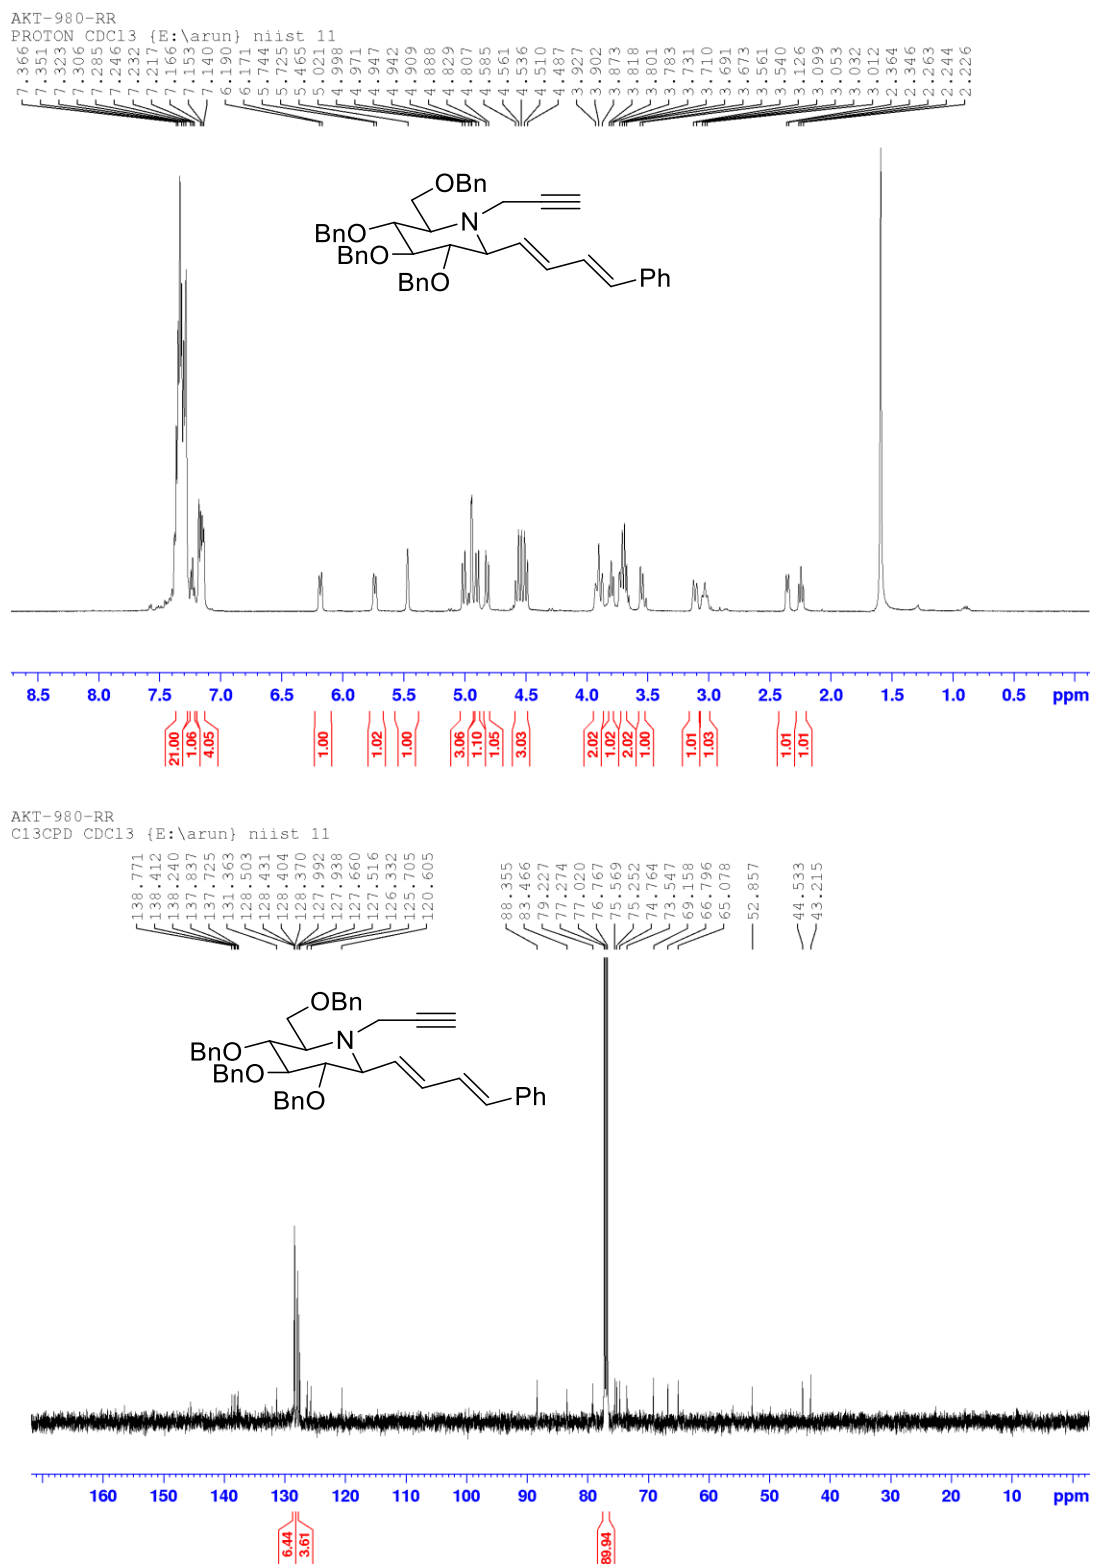 AKT-980-RR
PROTON CDCl3 {E:\arun} niist 11
7.366 7.351 7.323 7.306 7.285 7.246 7.232 7.217 7.166 7.153 7.140 6.190 6.171 5.744 5.725 5.465 5.021 4.998 4.971 4.947 4.942 4.909 4.888 4.829 4.807 4.585 4.561 4.536 4.510 4.487 3.927 3.902 3.873 3.818 3.801 3.783 3.731 3.710 3.691 3.673 3.561 3.540 3.126 3.099 3.053 3.032 3.012 2.364 2.346 2.263 2.244 2.226
OBn
N
BnO
BnO
BnO
Ph
8.5 8.0 7.5 7.0 6.5 6.0 5.5 5.0 4.5 4.0 3.5 3.0 2.5 2.0 1.5 1.0 0.5 ppm
21.00 1.06 4.05 1.00 1.02 1.00 3.06 1.10 1.05 3.03 2.02 1.02 2.02 1.00 1.01 1.03 1.01 1.01
AKT-980-RR
C13CPD CDCl3 {E:\arun} niist 11
138.771 138.412 138.240 137.837 137.725 131.363 128.503 128.431 128.404 128.370 127.992 127.938 127.660 127.516 126.332 125.705 120.605 88.355 83.466 79.227 77.274 77.020 76.767 75.569 75.252 74.764 73.547 69.158 66.796 65.078 52.857 44.533 43.215
OBn
N
BnO
BnO
BnO
Ph
160 150 140 130 120 110 100 90 80 70 60 50 40 30 20 10 ppm
6.44 3.61 89.94